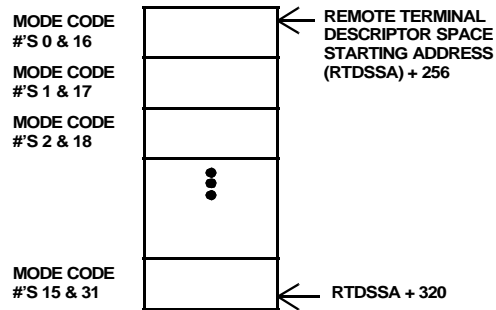 MODE CODE
#'S 0 & 16
REMOTE TERMINAL
DESCRIPTOR SPACE
STARTING ADDRESS
(RTDSSA) + 256
MODE CODE
#'S 1 & 17
MODE CODE
#'S 2 & 18
MODE CODE
#'S 15 & 31
RTDSSA + 320